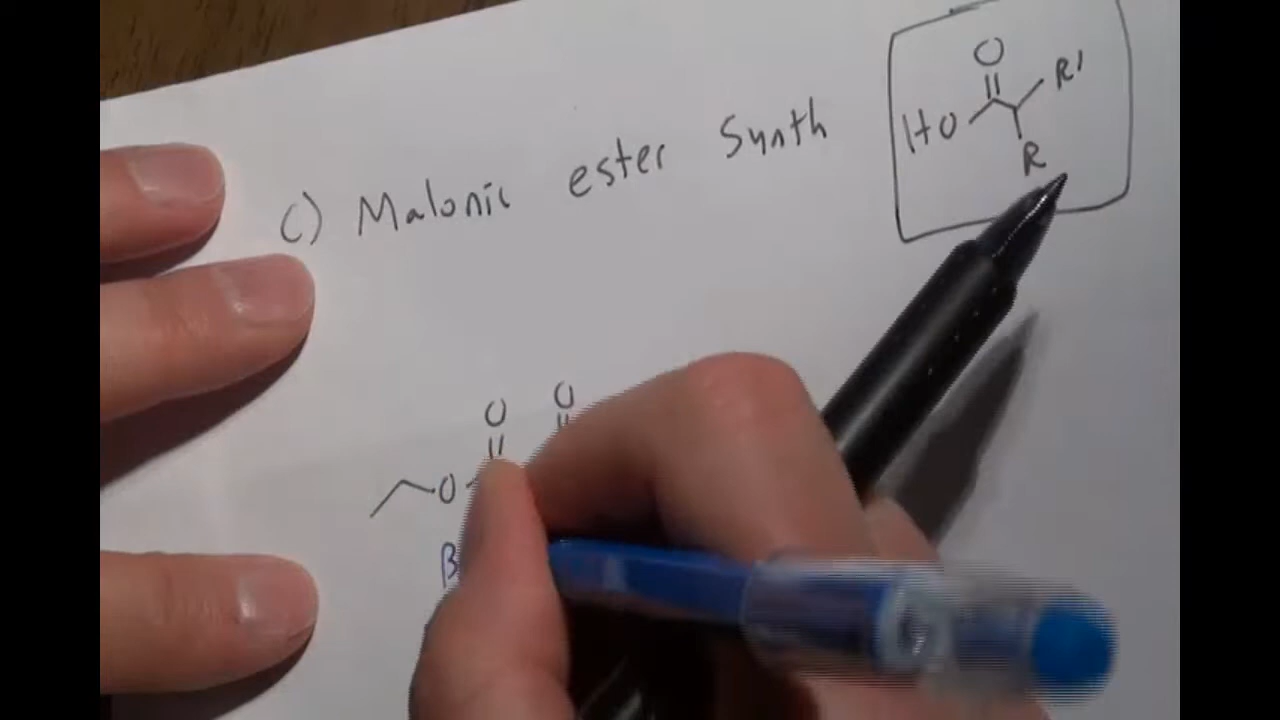 C) Malonic ester Synth
O
HO
R'
R
O O
O
β